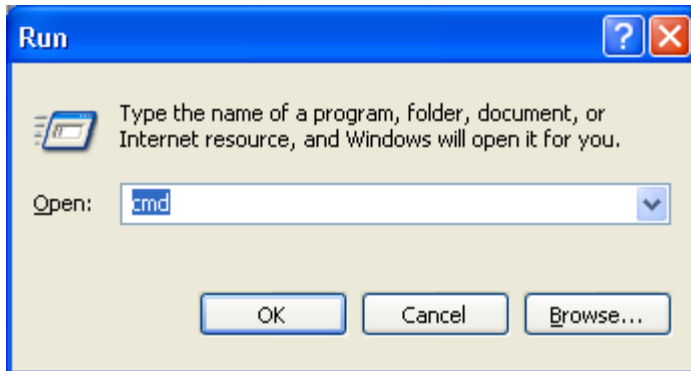 Run
?
Type the name of a program, folder, document, or
Internet resource, and Windows will open it for you.
Open: cmd
OK Cancel Browse...